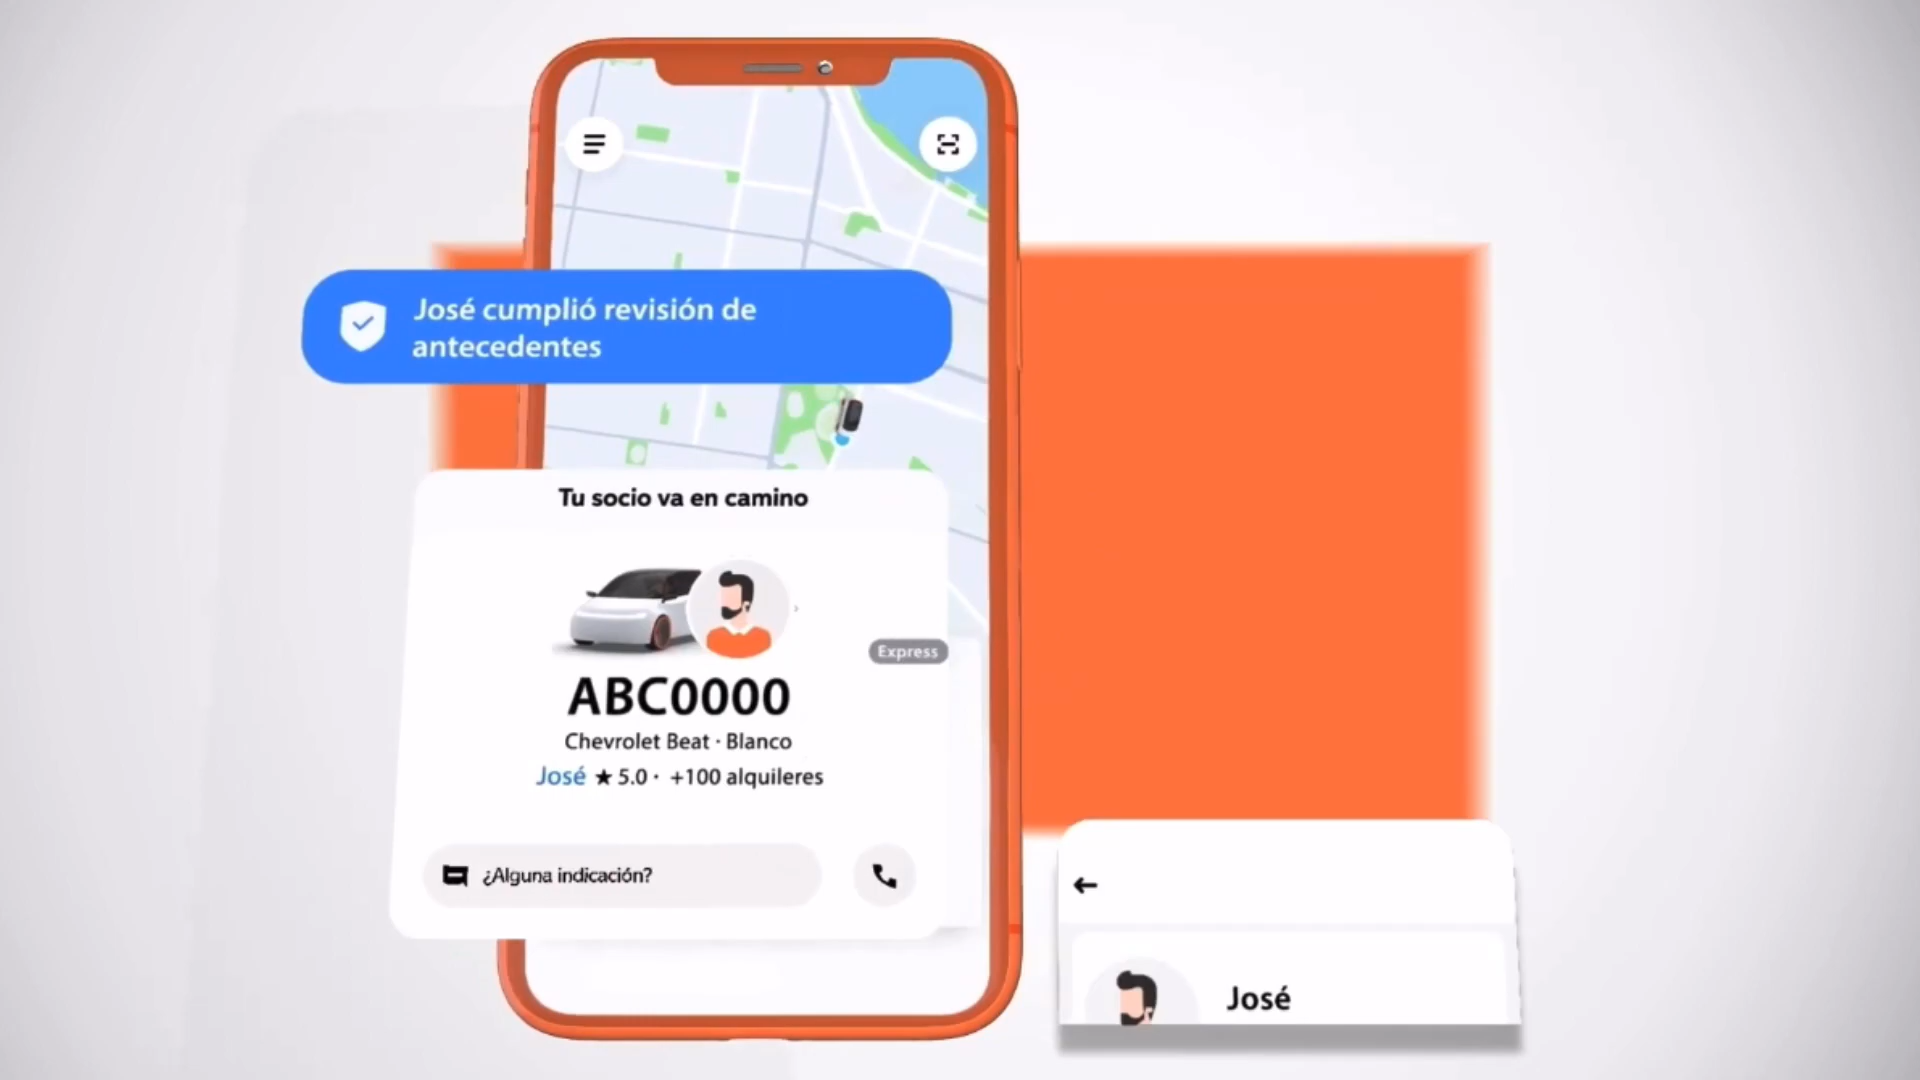 José cumplió revisión de
antecedentes
Tu socio va en camino
Express
ABC0000
Chevrolet Beat · Blanco
José ★ 5.0 · +100 alquileres
¿Alguna indicación?
José